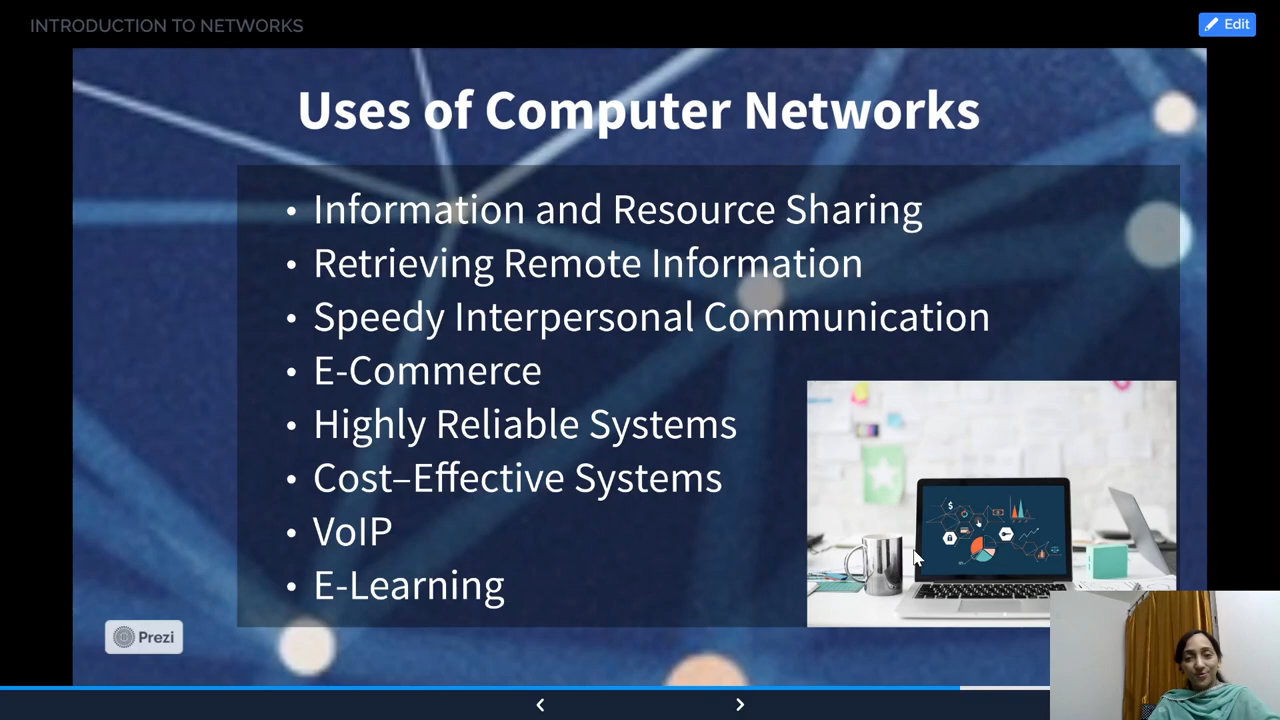 INTRODUCTION TO NETWORKS
Edit
Uses of Computer Networks
• Information and Resource Sharing
• Retrieving Remote Information
• Speedy Interpersonal Communication
• E-Commerce
• Highly Reliable Systems
• Cost–Effective Systems
• VoIP
• E-Learning
Prezi